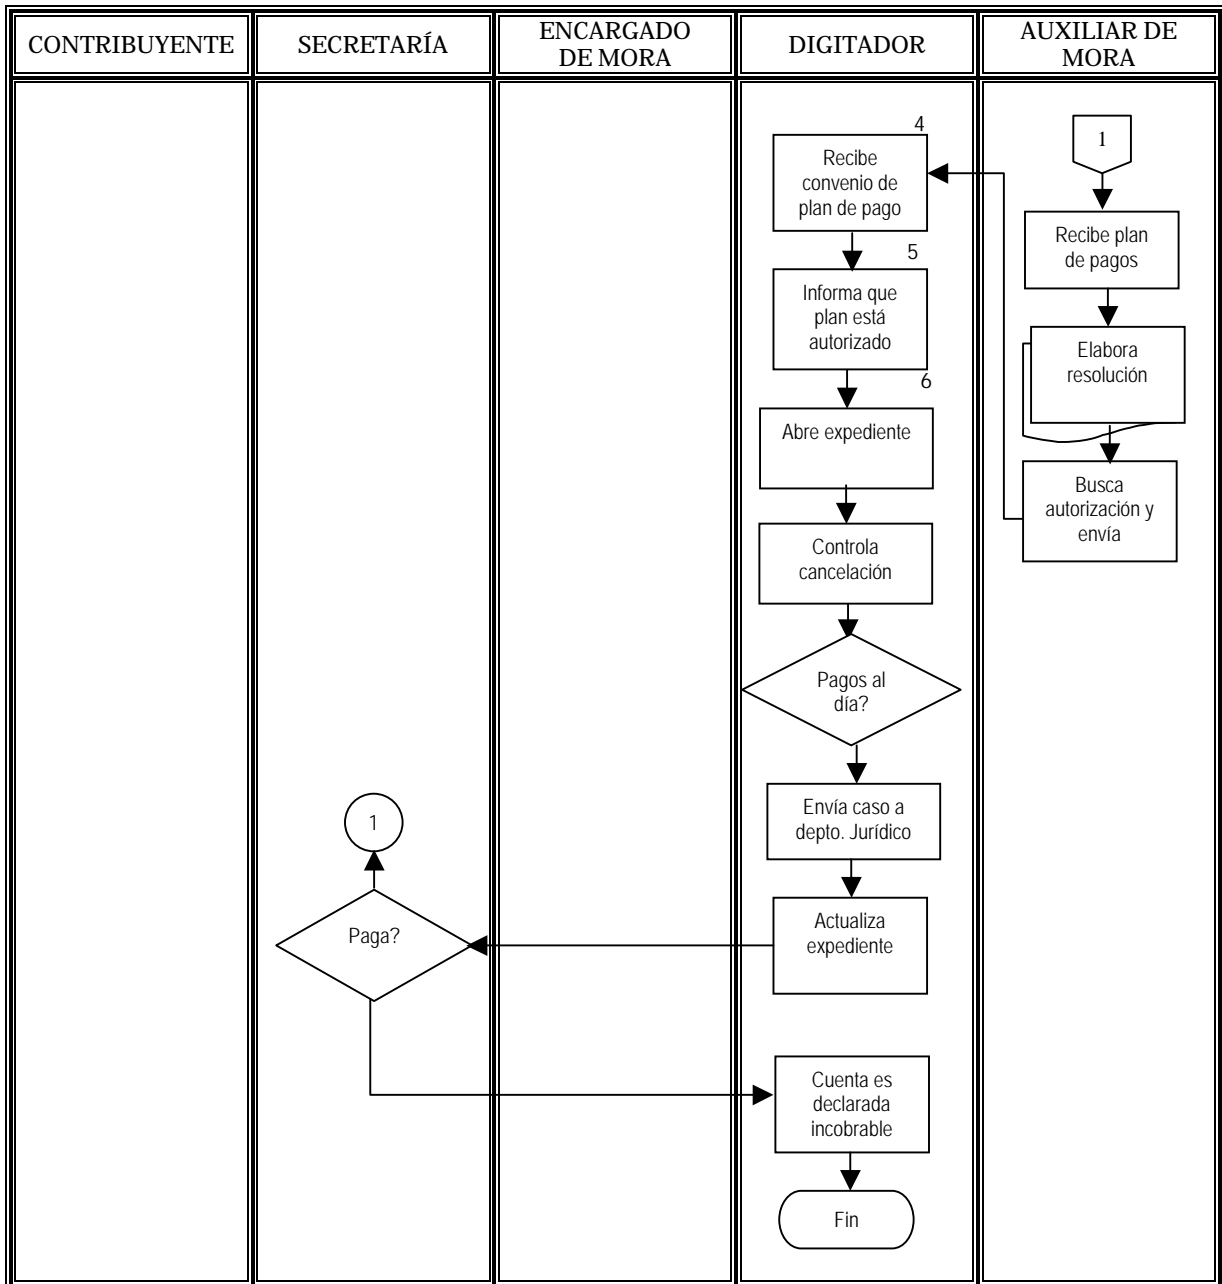 CONTRIBUYENTE
SECRETARÍA
ENCARGADO
DE MORA
DIGITADOR
AUXILIAR DE
MORA
1
Recibe plan
de pagos
Elabora
resolución
Busca
autorización y
envía
4
Recibe
convenio de
plan de pago
5
Informa que
plan está
autorizado
6
Abre expediente
Controla
cancelación
Pagos al
día?
Envía caso a
depto. Jurídico
Actualiza
expediente
1
Paga?
Cuenta es
declarada
incobrable
Fin